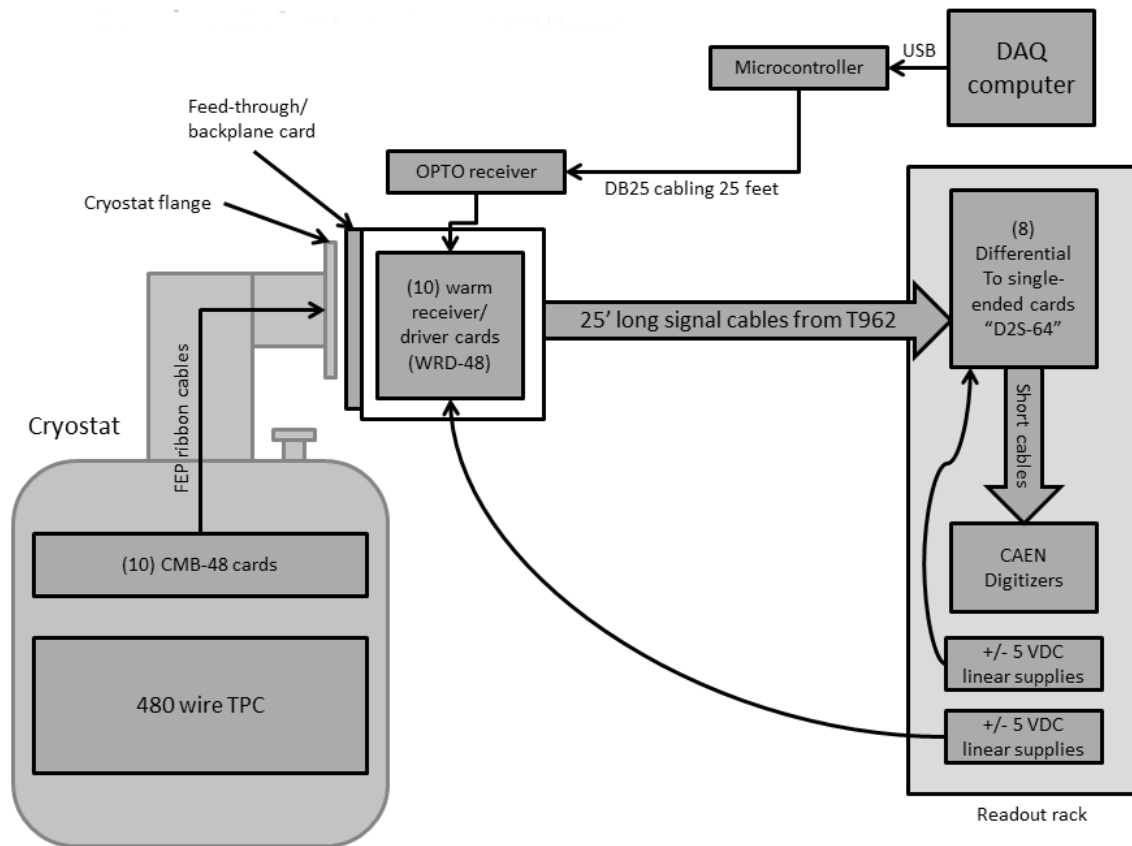 DAQ
computer
USB
Microcontroller
Feed-through/
backplane card
OPTO receiver
DB25 cabling 25 feet
Cryostat flange
(10) warm
receiver/
driver cards
(WRD-48)
25’ long signal cables from T962
(8)
Differential
To single-
ended cards
“D2S-64”
Short cables
Cryostat
FEP ribbon cables
(10) CMB-48 cards
480 wire TPC
CAEN
Digitizers
+/- 5 VDC
linear supplies
+/- 5 VDC
linear supplies
Readout rack